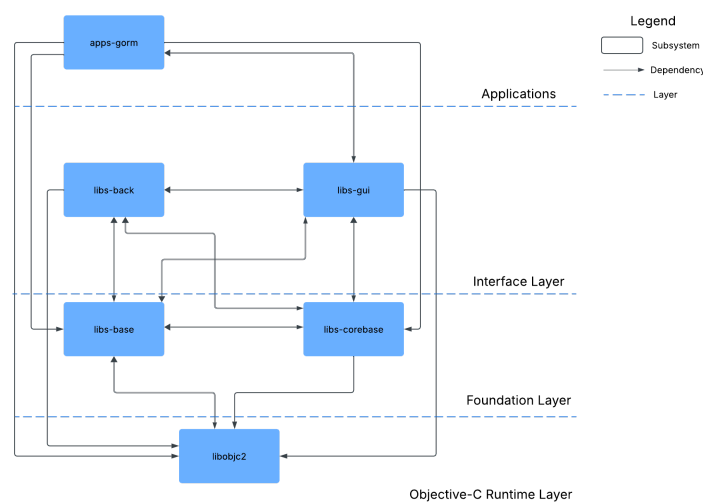 Legend
apps-gorm
Subsystem
Dependency
Layer
Applications
libs-back
libs-gui
Interface Layer
libs-base
libs-corebase
Foundation Layer
libobjc2
Objective-C Runtime Layer